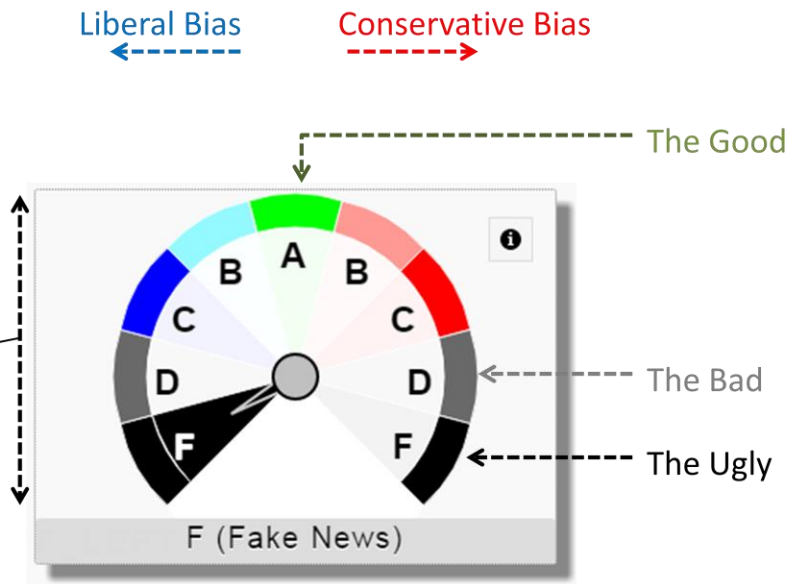 Liberal Bias
Conservative Bias
The Good
A
B
B
C
C
D
D
The Bad
F
F
The Ugly
F (Fake News)